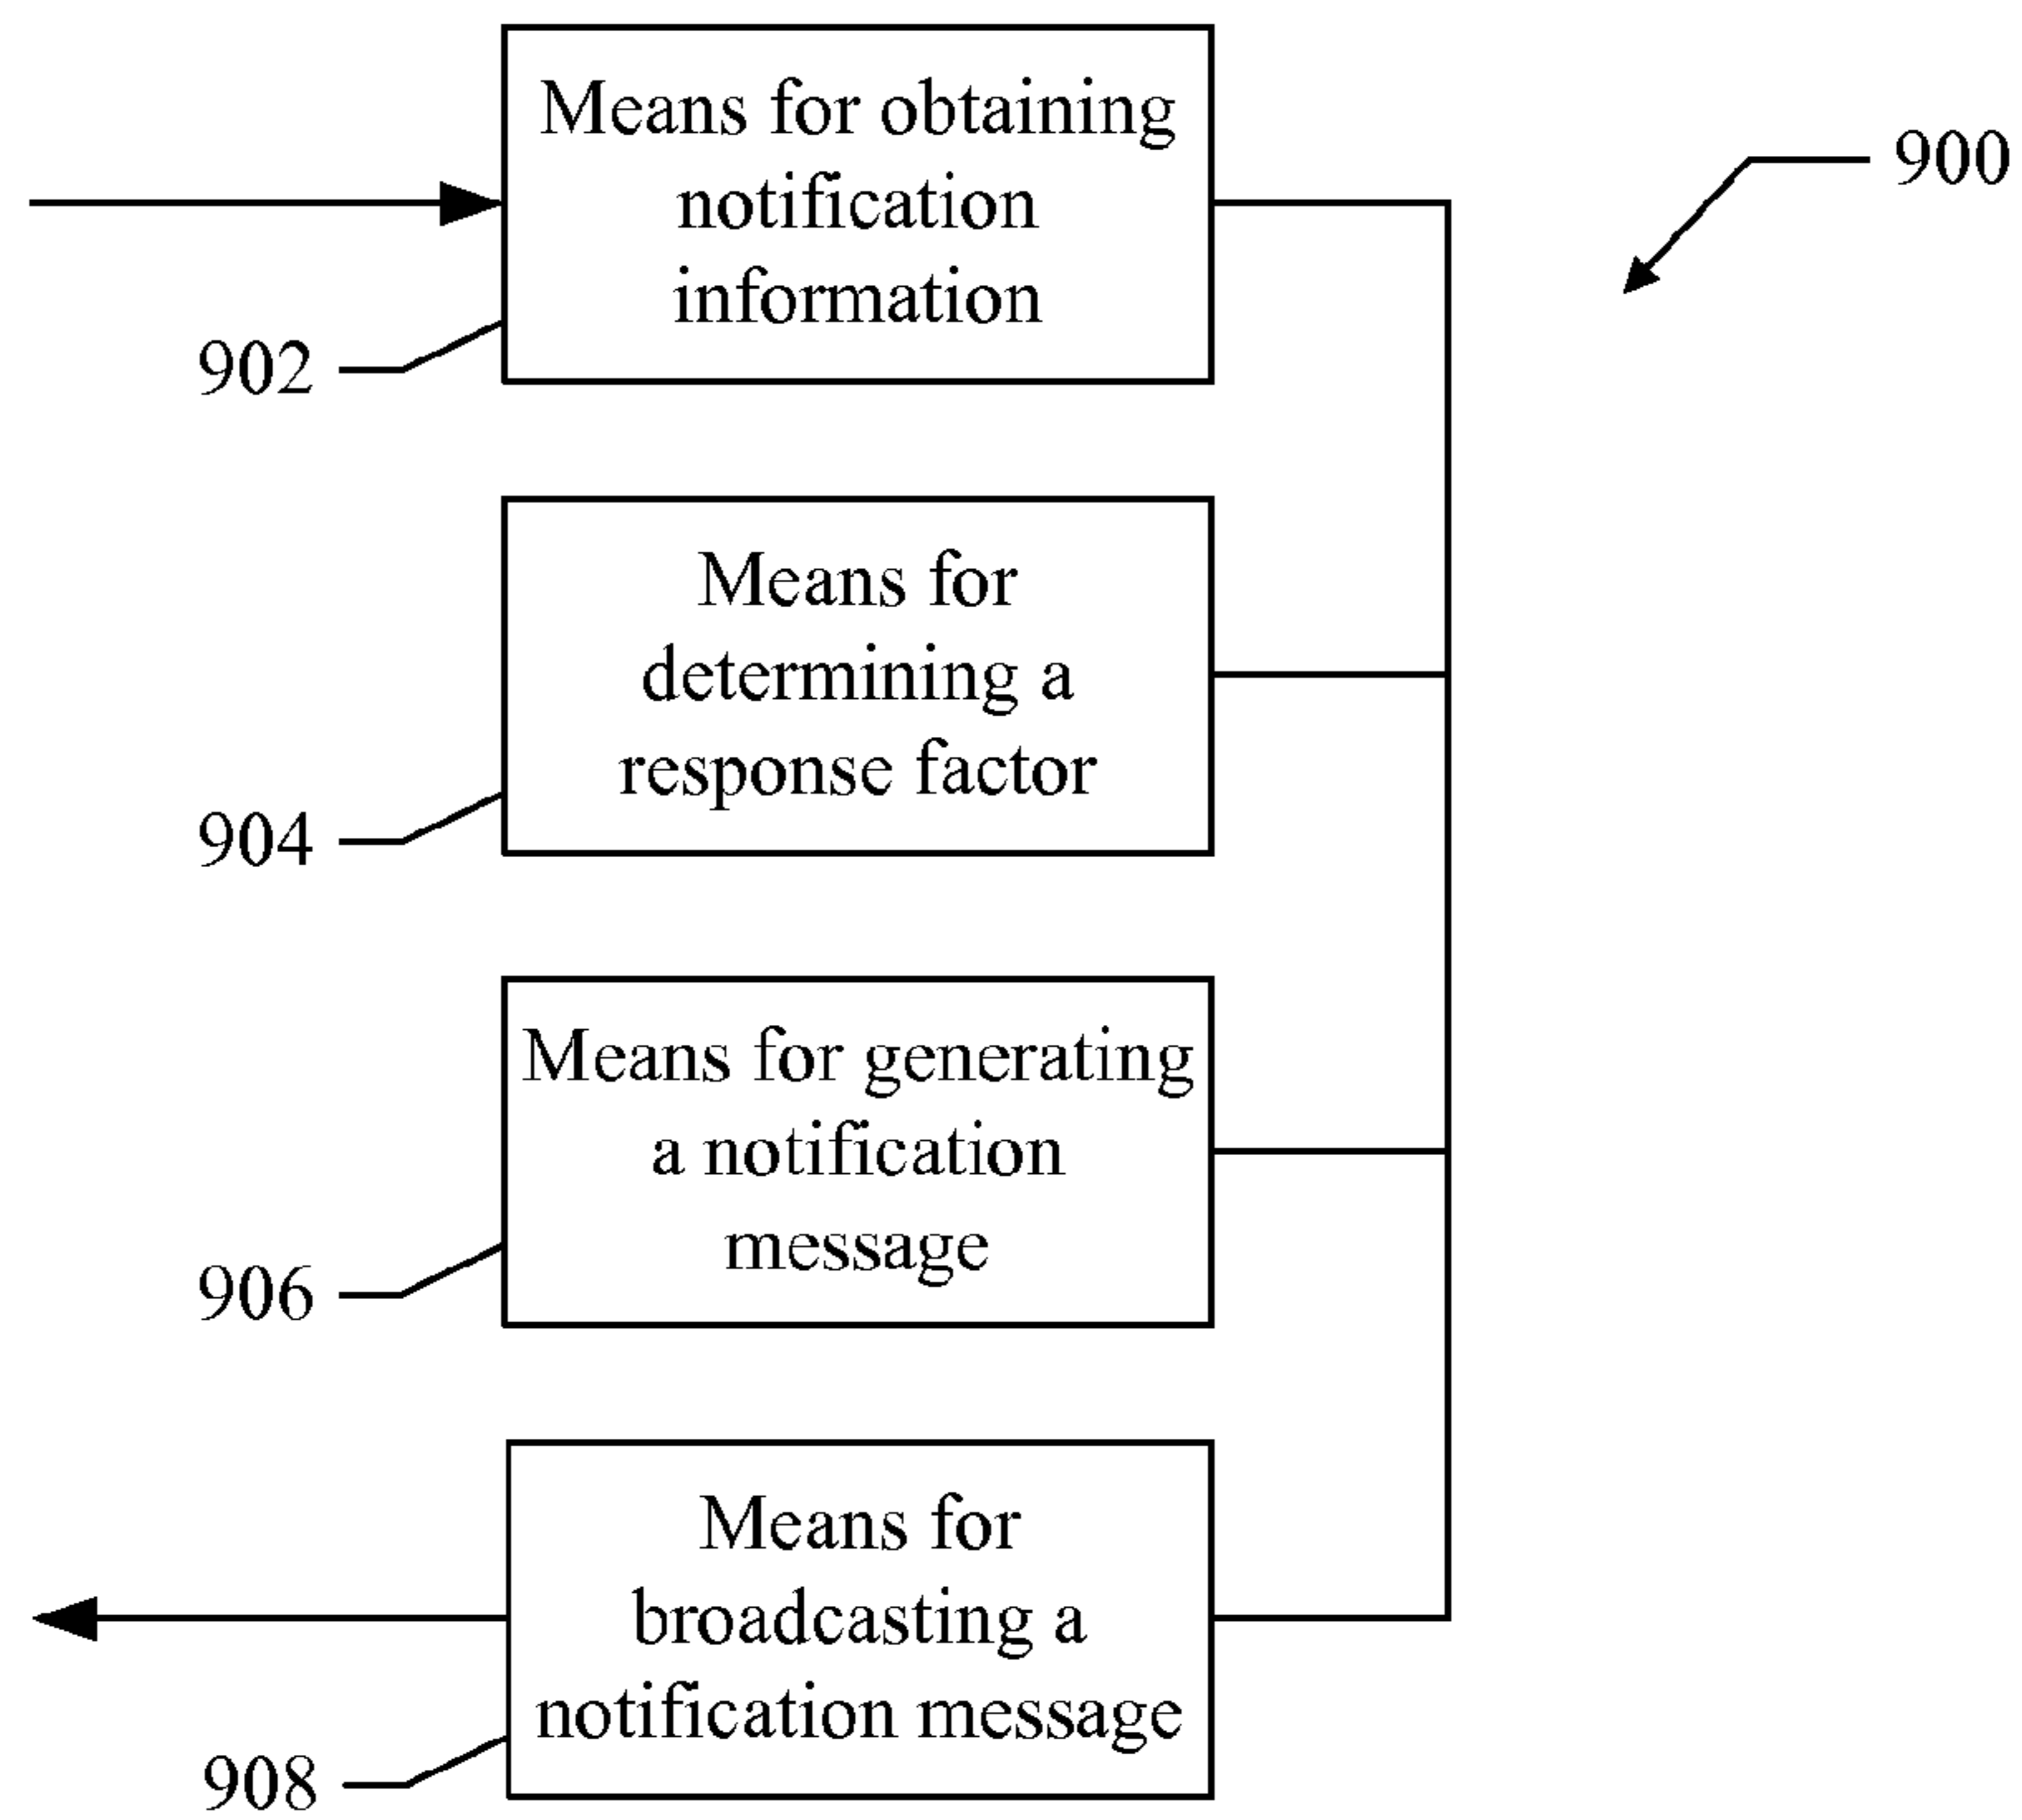 Means for obtaining
notification
information
900
902
Means for
determining a
response factor
904
Means for generating
a notification
message
906
Means for
broadcasting a
notification message
908